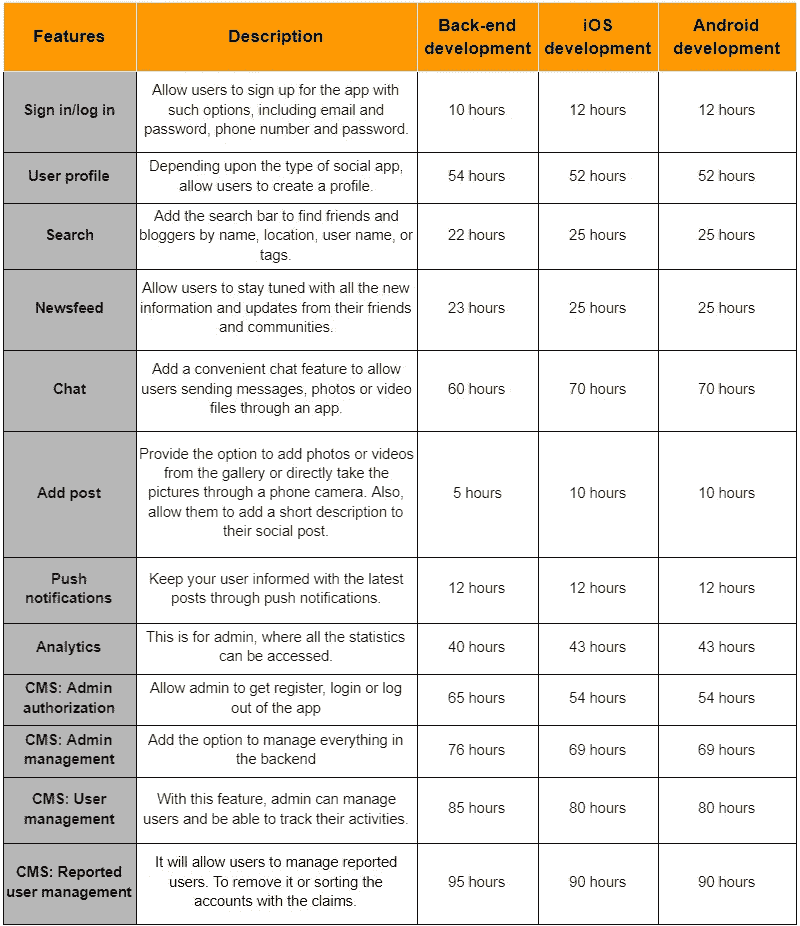 Features
Description
Back-end
development
iOS
development
Android
development
Sign in/log in
Allow users to sign up for the app with
such options, including email and
password, phone number and password.
10 hours
12 hours
12 hours
User profile
Depending upon the type of social app,
allow users to create a profile.
54 hours
52 hours
52 hours
Search
Add the search bar to find friends and
bloggers by name, location, user name, or
tags.
22 hours
25 hours
25 hours
Newsfeed
Allow users to stay tuned with all the new
information and updates from their friends
and communities.
23 hours
25 hours
25 hours
Chat
Add a convenient chat feature to allow
users sending messages, photos or video
files through an app.
60 hours
70 hours
70 hours
Add post
Provide the option to add photos or videos
from the gallery or directly take the
pictures through a phone camera. Also,
allow them to add a short description to
their social post.
5 hours
10 hours
10 hours
Push
notifications
Keep your user informed with the latest
posts through push notifications.
12 hours
12 hours
12 hours
Analytics
This is for admin, where all the statistics
can be accessed.
40 hours
43 hours
43 hours
CMS: Admin
authorization
Allow admin to get register, login or log
out of the app
65 hours
54 hours
54 hours
CMS: Admin
management
Add the option to manage everything in
the backend
76 hours
69 hours
69 hours
CMS: User
management
With this feature, admin can manage
users and be able to track their activities.
85 hours
80 hours
80 hours
CMS: Reported
user management
It will allow users to manage reported
users. To remove it or sorting the
accounts with the claims.
95 hours
90 hours
90 hours